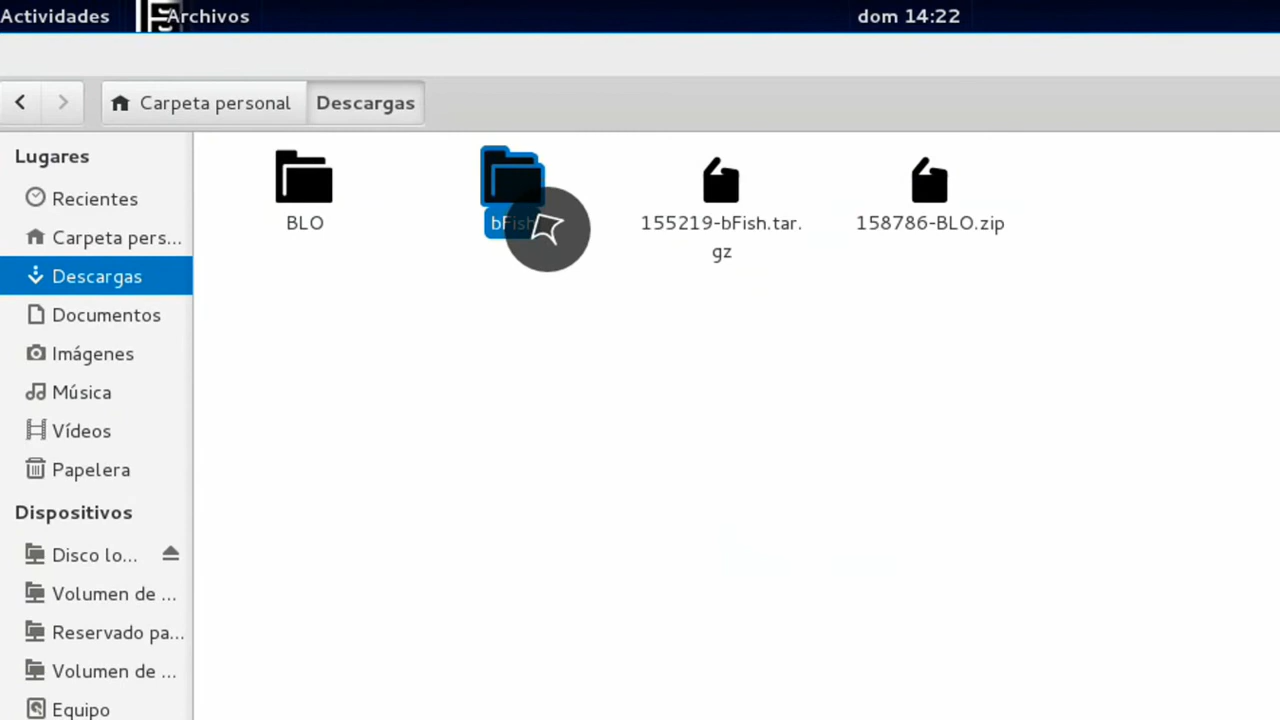 Actividades
Archivos
dom 14:22
Carpeta personal
Descargas
Lugares
Recientes
Carpeta pers...
Descargas
Documentos
Imágenes
Música
Vídeos
Papelera
Dispositivos
Disco lo...
Volumen de ...
Reservado pa...
Volumen de ...
Equipo
BLO
bFish
155219-bFish.tar.
gz
158786-BLO.zip